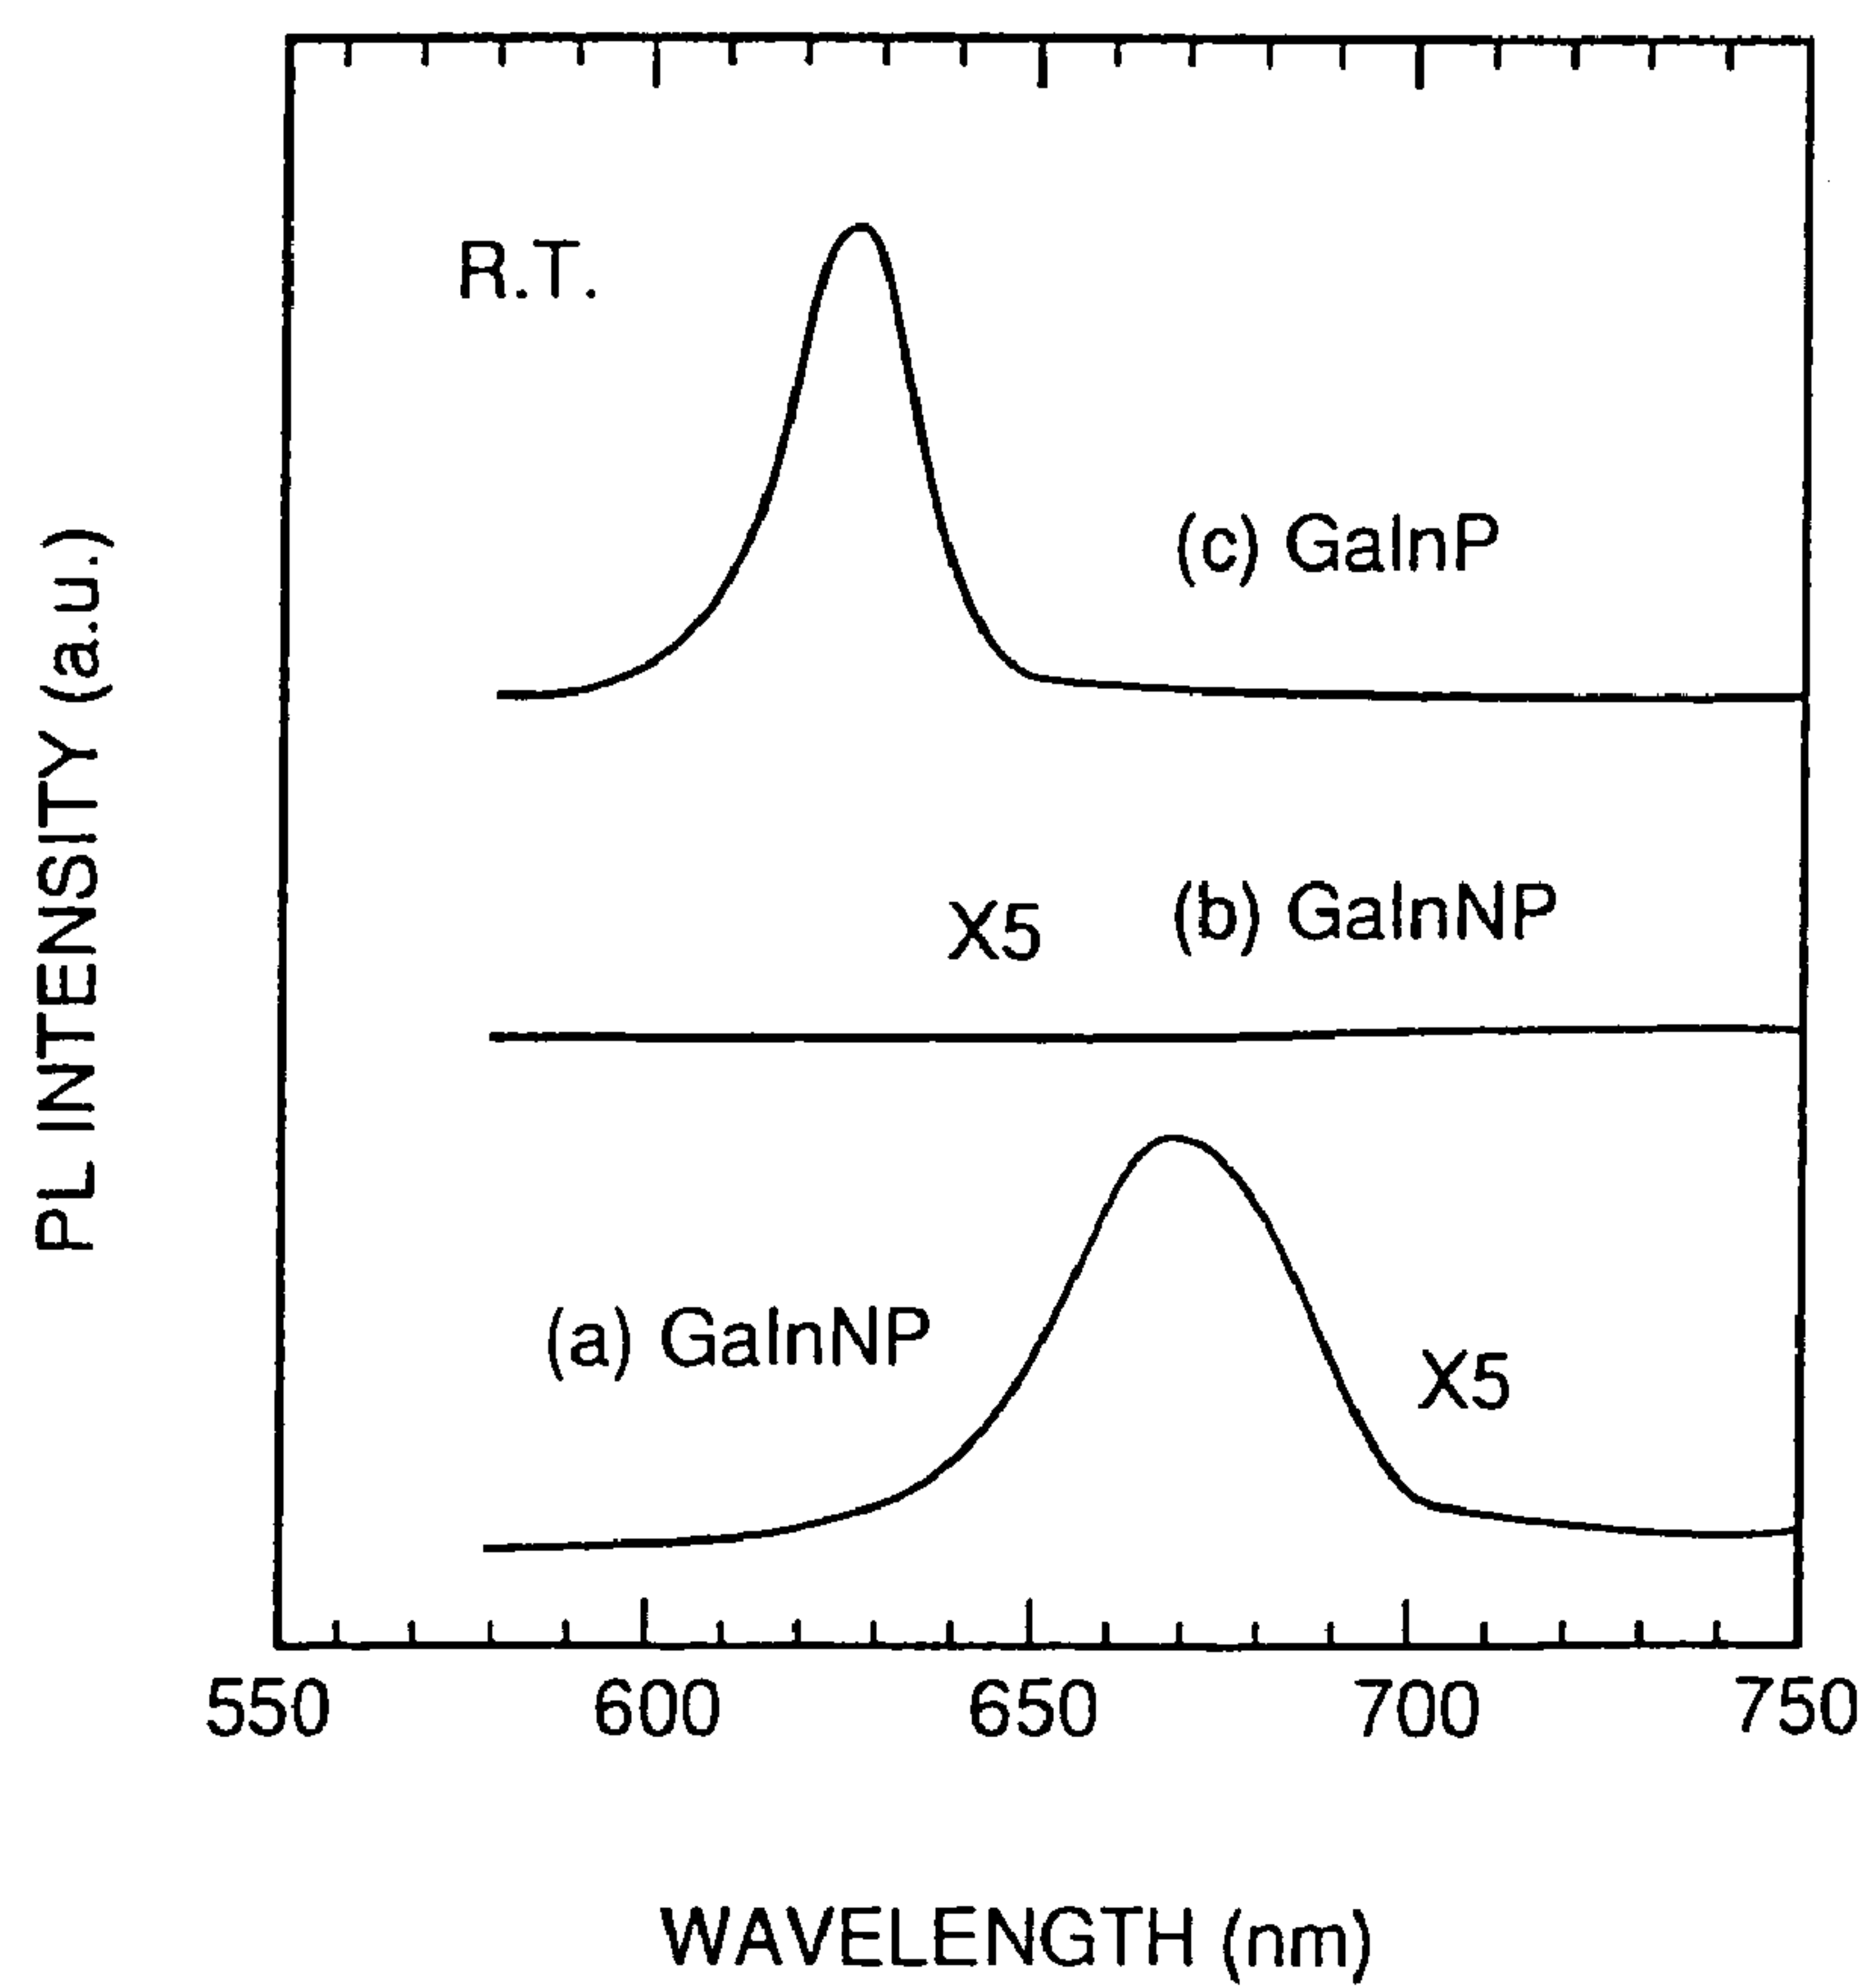 R.T.
(c) GaInP
X5
(b) GaInNP
(a) GaInNP
X5
PL INTENSITY (a.u.)
550 600 650 700 750
WAVELENGTH (nm)